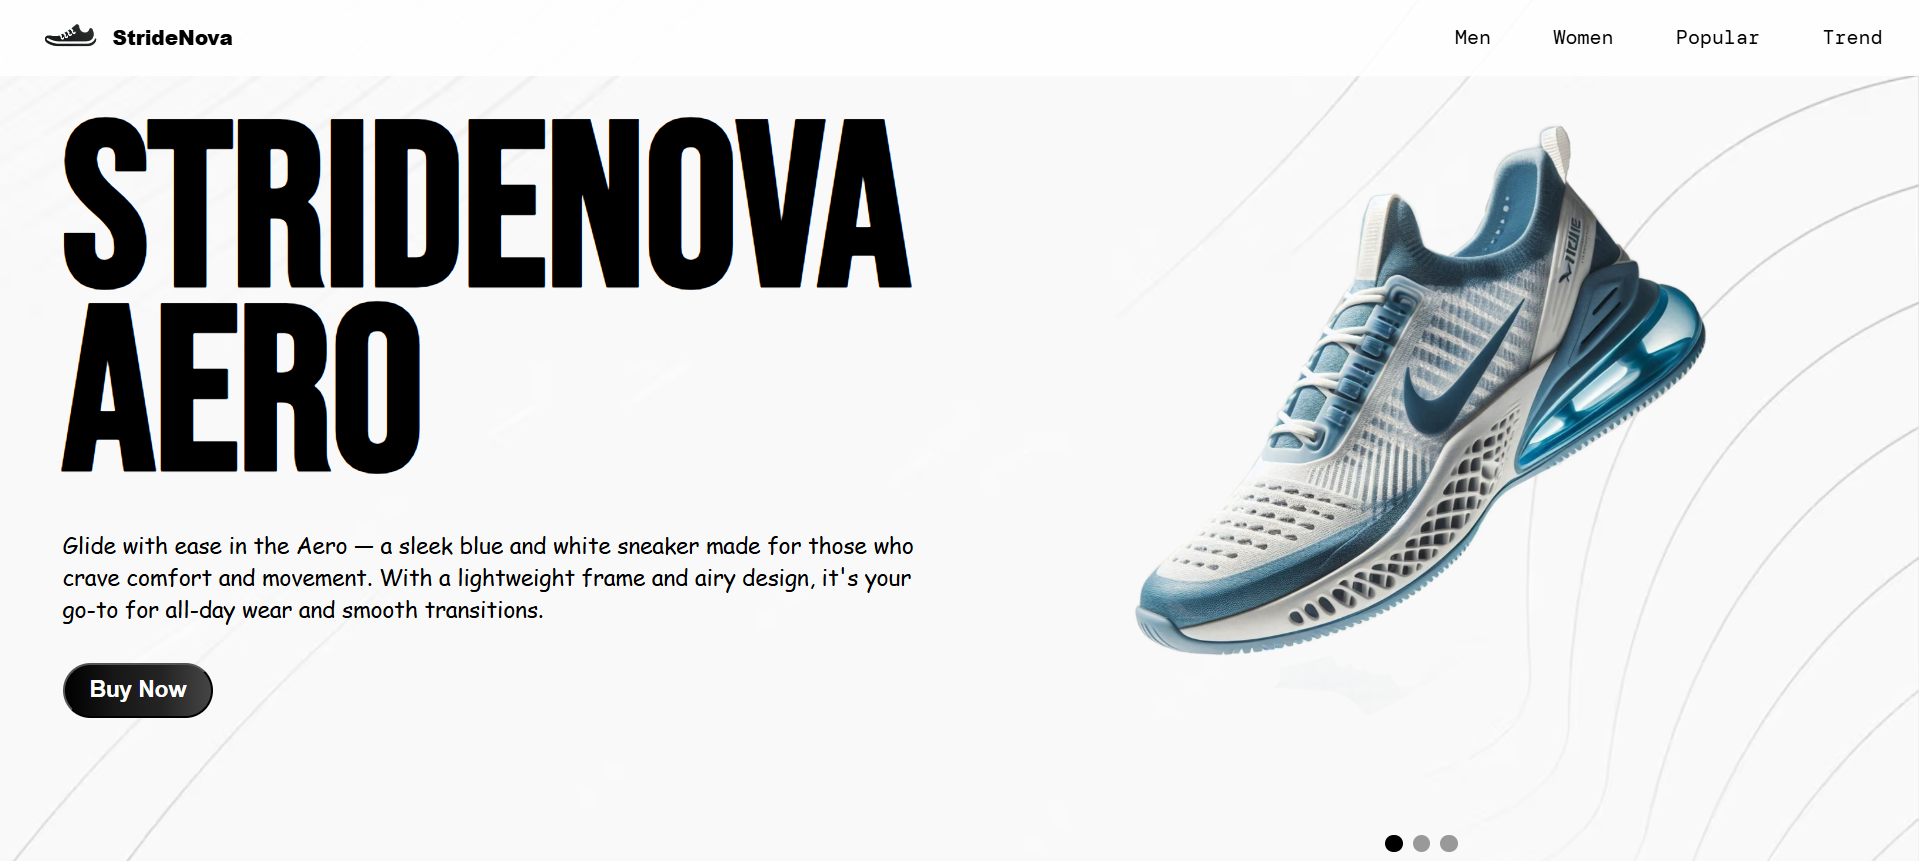 StrideNova
Men Women Popular Trend
STRIDENOVA
AERO
Glide with ease in the Aero — a sleek blue and white sneaker made for those who
crave comfort and movement. With a lightweight frame and airy design, it's your
go-to for all-day wear and smooth transitions.
Buy Now